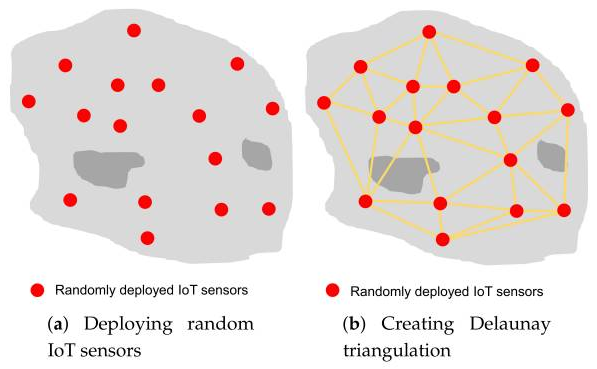 Randomly deployed IoT sensors
Randomly deployed IoT sensors
(a) Deploying random
IoT sensors
(b) Creating Delaunay
triangulation